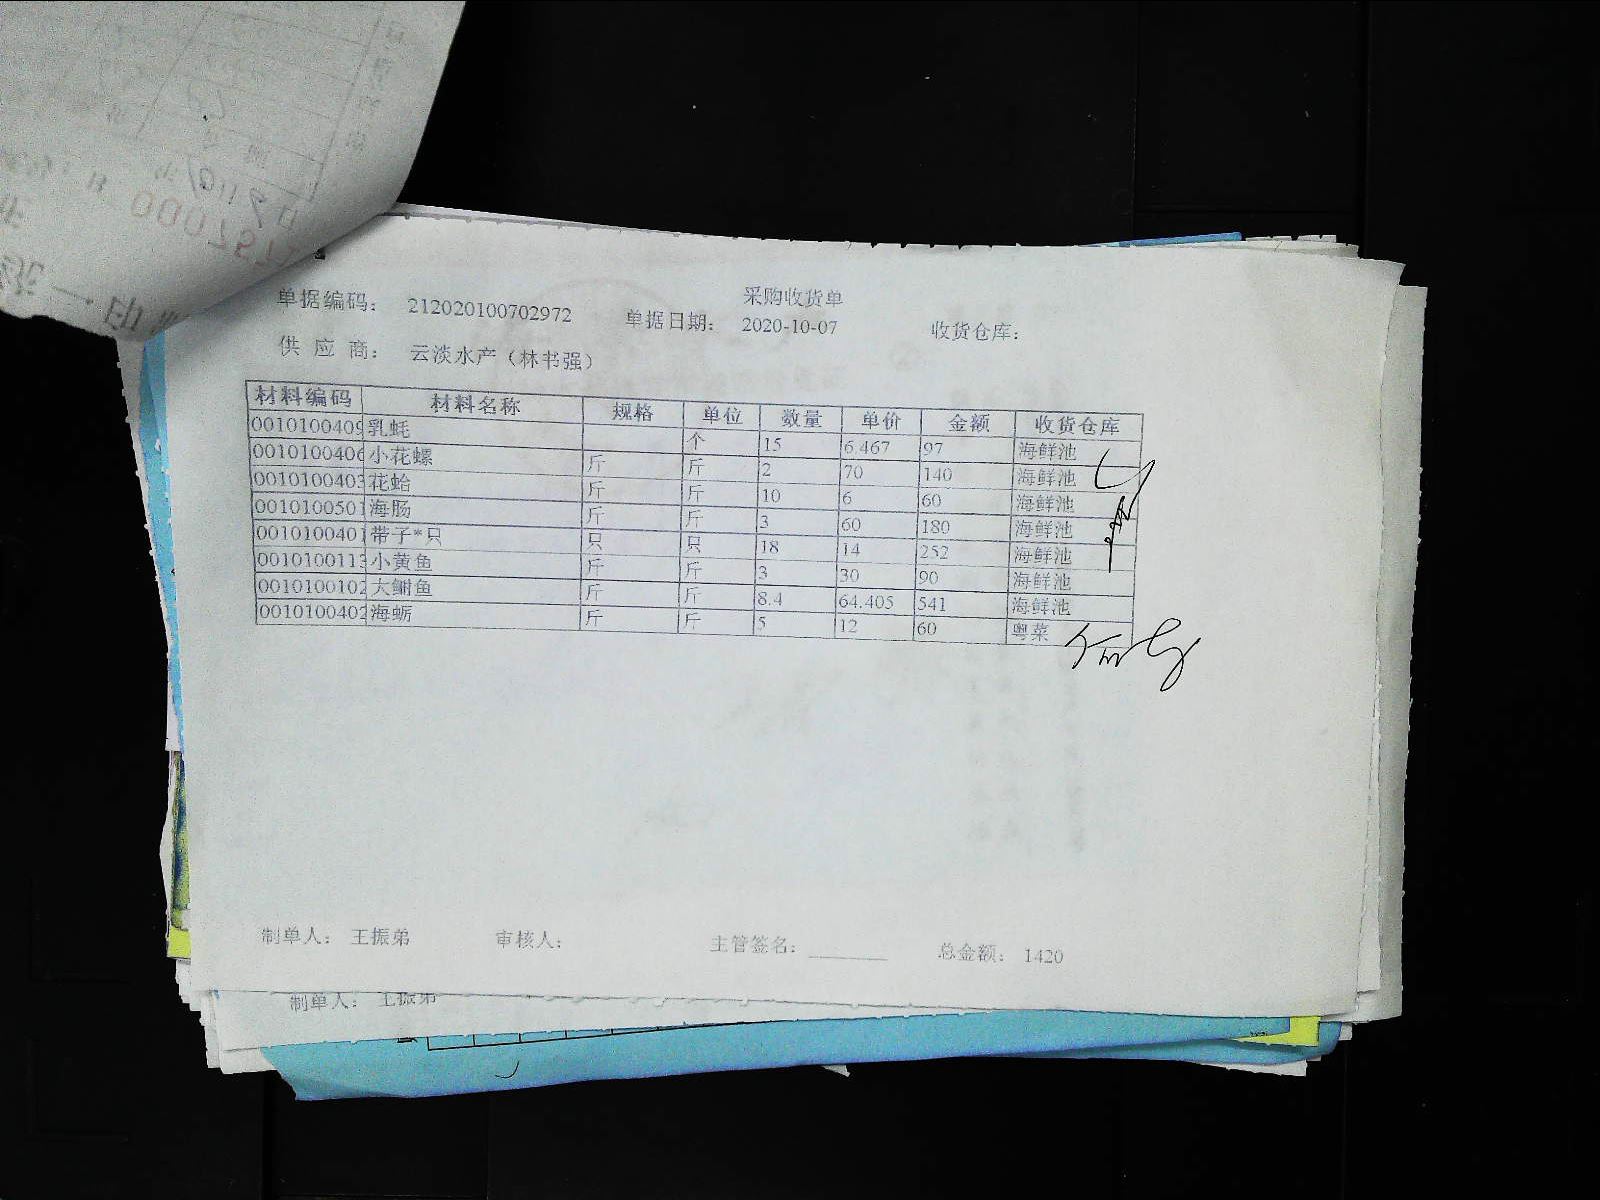 采购收货单
单据编码： 212020100702972 单据日期： 2020-10-07 收货仓库：
供 应 商： 云淡水产（林书强）
材料编码 材料名称 规格 单位 数量 单价 金额 收货仓库
0010100409 乳蚝 个 15 6.467 97 海鲜池
0010100406 小花螺 斤 斤 2 70 140 海鲜池
0010100403 花蛤 斤 斤 10 6 60 海鲜池
0010100501 海肠 斤 斤 3 60 180 海鲜池
0010100401 带子*只 只 只 18 14 252 海鲜池
0010100113 小黄鱼 斤 斤 3 30 90 海鲜池
0010100102 大鲥鱼 斤 斤 8.4 64.405 541 海鲜池
0010100402 海蛎 斤 斤 5 12 60 粤菜
制单人： 王振弟 审核人： 主管签名： 总金额： 1420
制单人： 王振弟